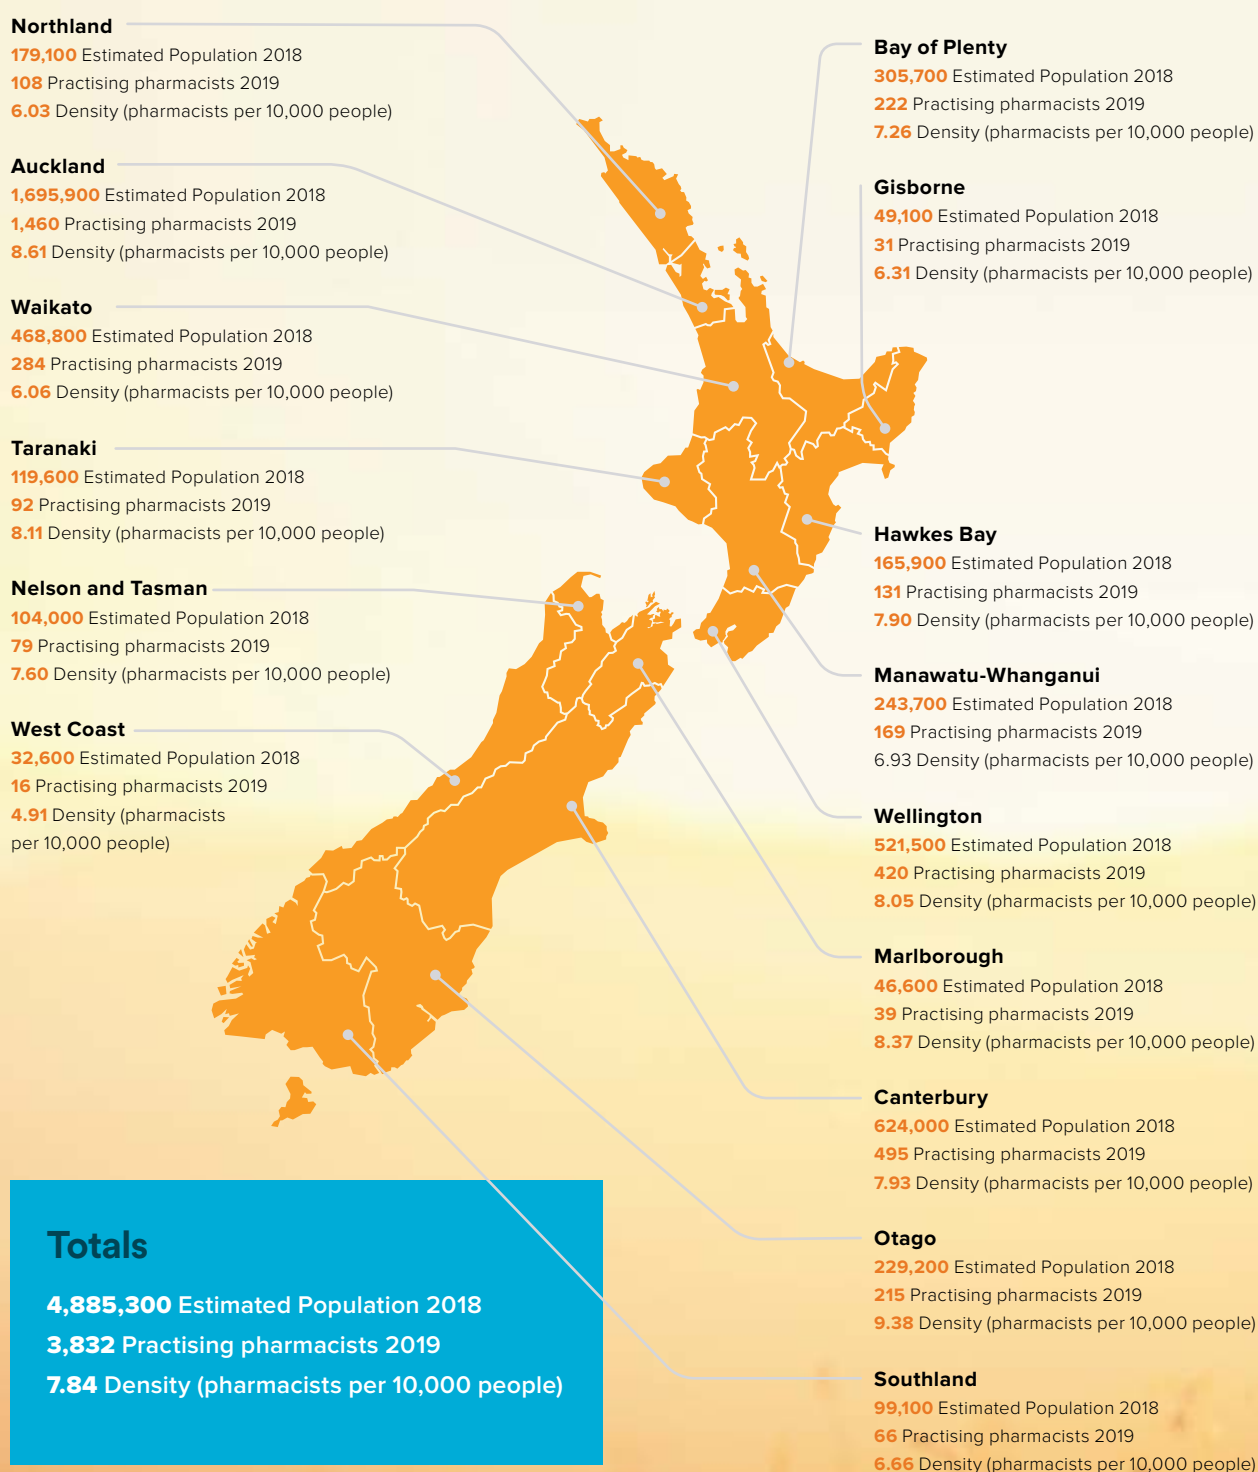 Northland
179,100 Estimated Population 2018
108 Practising pharmacists 2019
6.03 Density (pharmacists per 10,000 people)
Auckland
1,695,900 Estimated Population 2018
1,460 Practising pharmacists 2019
8.61 Density (pharmacists per 10,000 people)
Waikato
468,800 Estimated Population 2018
284 Practising pharmacists 2019
6.06 Density (pharmacists per 10,000 people)
Taranaki
119,600 Estimated Population 2018
92 Practising pharmacists 2019
8.11 Density (pharmacists per 10,000 people)
Nelson and Tasman
104,000 Estimated Population 2018
79 Practising pharmacists 2019
7.60 Density (pharmacists per 10,000 people)
West Coast
32,600 Estimated Population 2018
16 Practising pharmacists 2019
4.91 Density (pharmacists
per 10,000 people)
Bay of Plenty
305,700 Estimated Population 2018
222 Practising pharmacists 2019
7.26 Density (pharmacists per 10,000 people)
Gisborne
49,100 Estimated Population 2018
31 Practising pharmacists 2019
6.31 Density (pharmacists per 10,000 people)
Hawkes Bay
165,900 Estimated Population 2018
131 Practising pharmacists 2019
7.90 Density (pharmacists per 10,000 people)
Manawatu-Whanganui
243,700 Estimated Population 2018
169 Practising pharmacists 2019
6.93 Density (pharmacists per 10,000 people)
Wellington
521,500 Estimated Population 2018
420 Practising pharmacists 2019
8.05 Density (pharmacists per 10,000 people)
Marlborough
46,600 Estimated Population 2018
39 Practising pharmacists 2019
8.37 Density (pharmacists per 10,000 people)
Canterbury
624,000 Estimated Population 2018
495 Practising pharmacists 2019
7.93 Density (pharmacists per 10,000 people)
Otago
229,200 Estimated Population 2018
215 Practising pharmacists 2019
9.38 Density (pharmacists per 10,000 people)
Southland
99,100 Estimated Population 2018
66 Practising pharmacists 2019
6.66 Density (pharmacists per 10,000 people)
Totals
4,885,300 Estimated Population 2018
3,832 Practising pharmacists 2019
7.84 Density (pharmacists per 10,000 people)